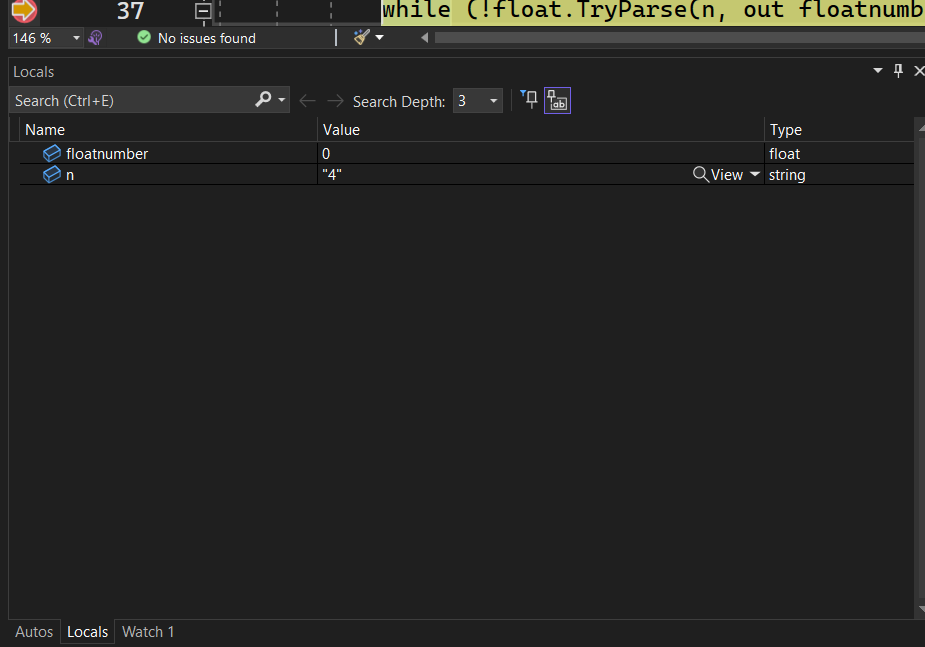 37 while (!float.TryParse(n, out floatnumb
146 % No issues found
Locals
Search (Ctrl+E) Search Depth: 3
Name Value Type
floatnumber 0 float
n "4" View string
Autos Locals Watch 1